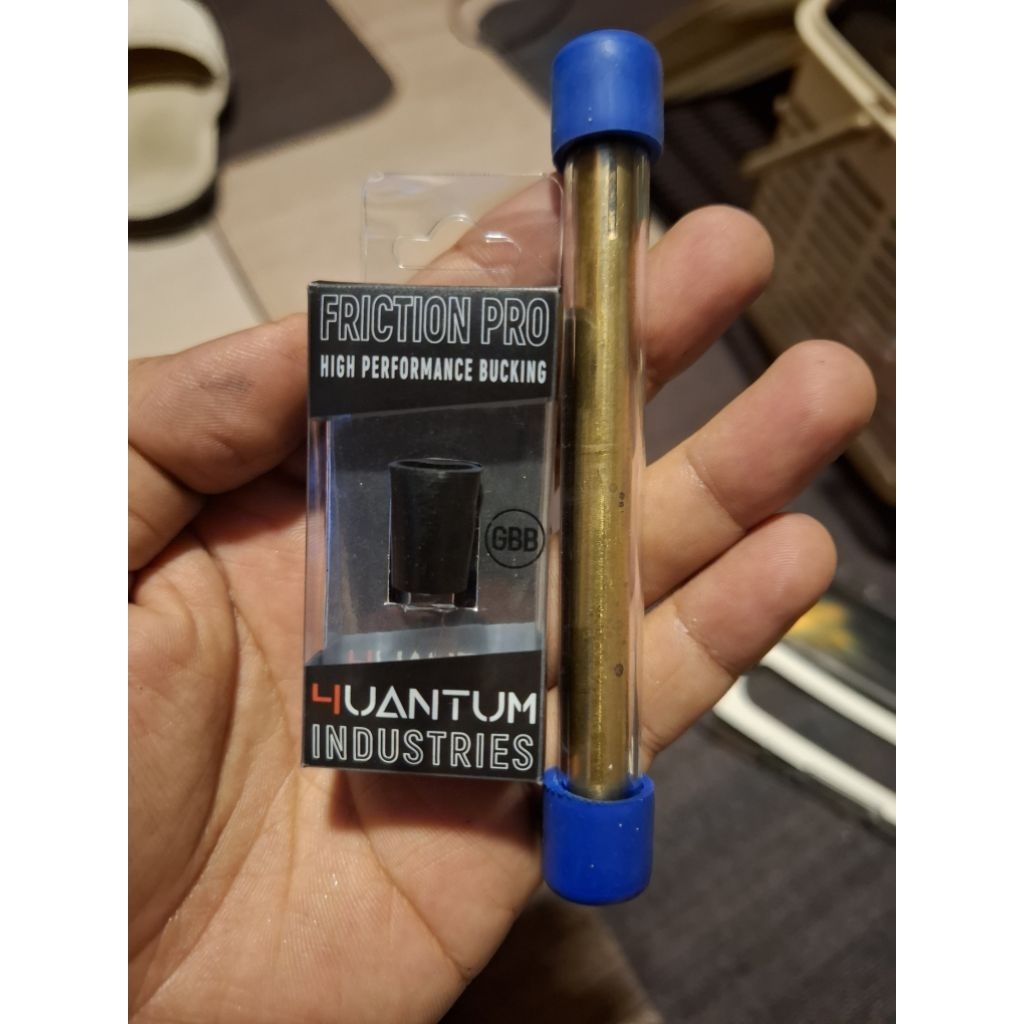 FRICTION PRO
HIGH PERFORMANCE BUCKING
GBB
4UANTUM
INDUSTRIES